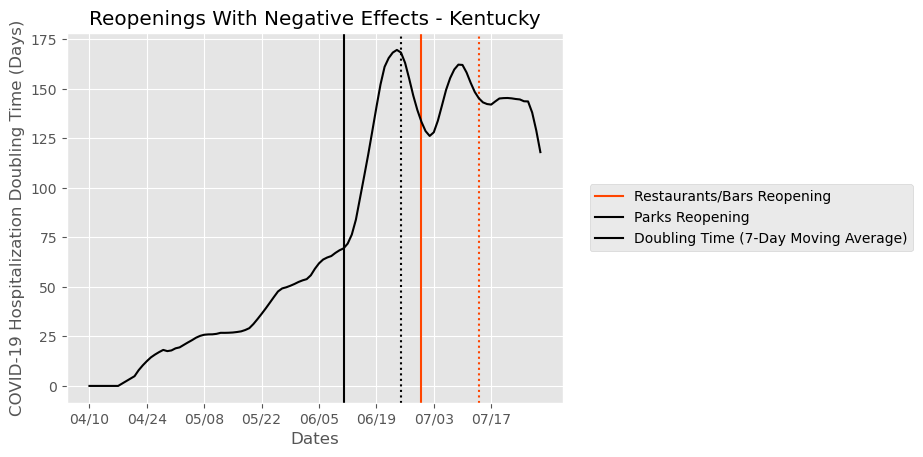 Reopenings With Negative Effects - Kentucky
COVID-19 Hospitalization Doubling Time (Days)
175
150
125
100
75
50
25
0
04/10 04/24 05/08 05/22 06/05 06/19 07/03 07/17
Dates
Restaurants/Bars Reopening
Parks Reopening
Doubling Time (7-Day Moving Average)